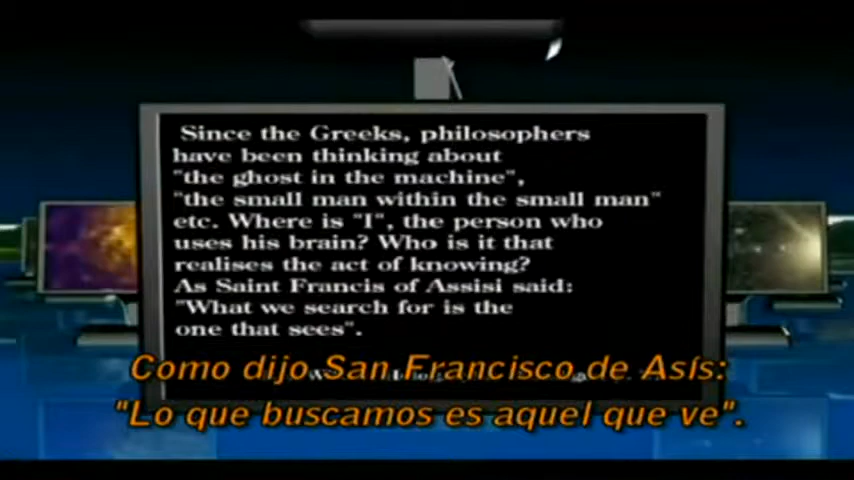 Since the Greeks, philosophers
have been thinking about
"the ghost in the machine",
"the small man within the small man"
etc. Where is "I", the person who
uses his brain? Who is it that
realises the act of knowing?
As Saint Francis of Assisi said:
"What we search for is the
one that sees".
Como dijo San Francisco de Asís:
"Lo que buscamos es aquel que ve".